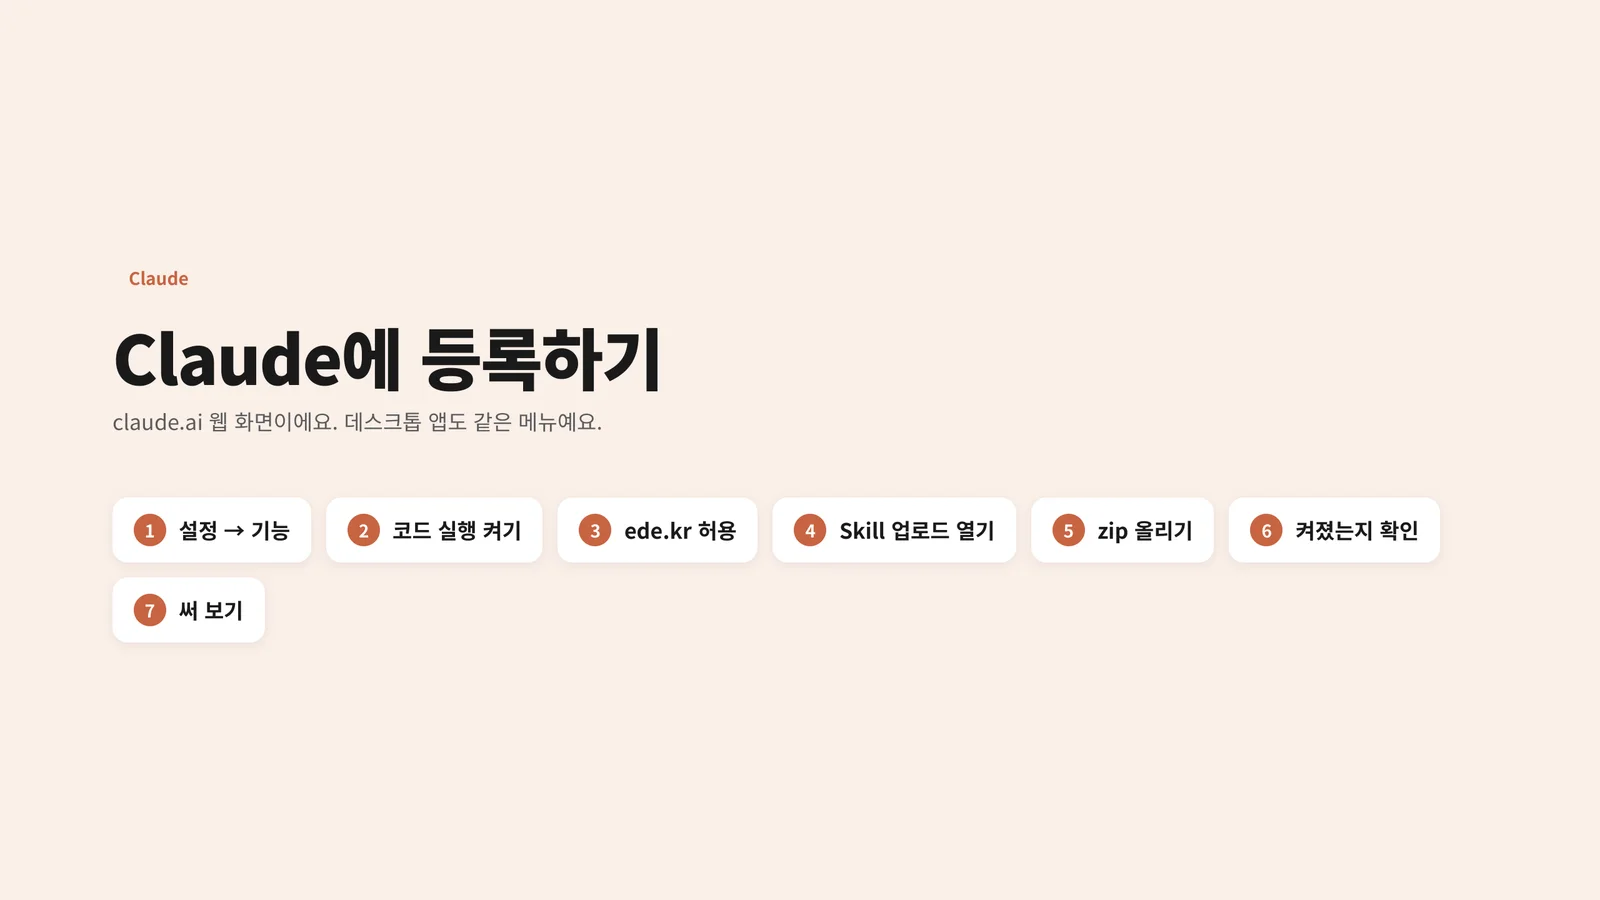 Claude
Claude에 등록하기
claude.ai 웹 화면이에요. 데스크톱 앱도 같은 메뉴예요.
1 설정 → 기능
2 코드 실행 켜기
3 ede.kr 허용
4 Skill 업로드 열기
5 zip 올리기
6 켜졌는지 확인
7 써 보기